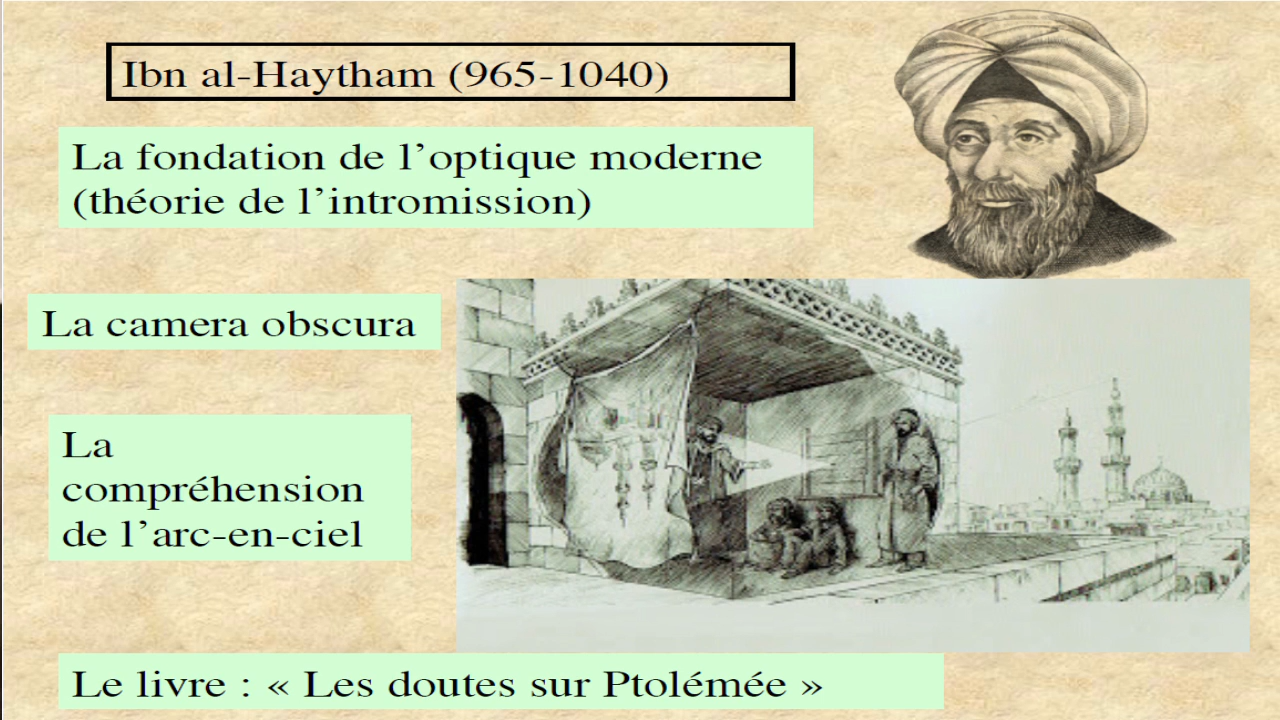 Ibn al-Haytham (965-1040)
La fondation de l’optique moderne
(théorie de l’intromission)
La camera obscura
La
compréhension
de l’arc-en-ciel
Le livre : « Les doutes sur Ptolémée »